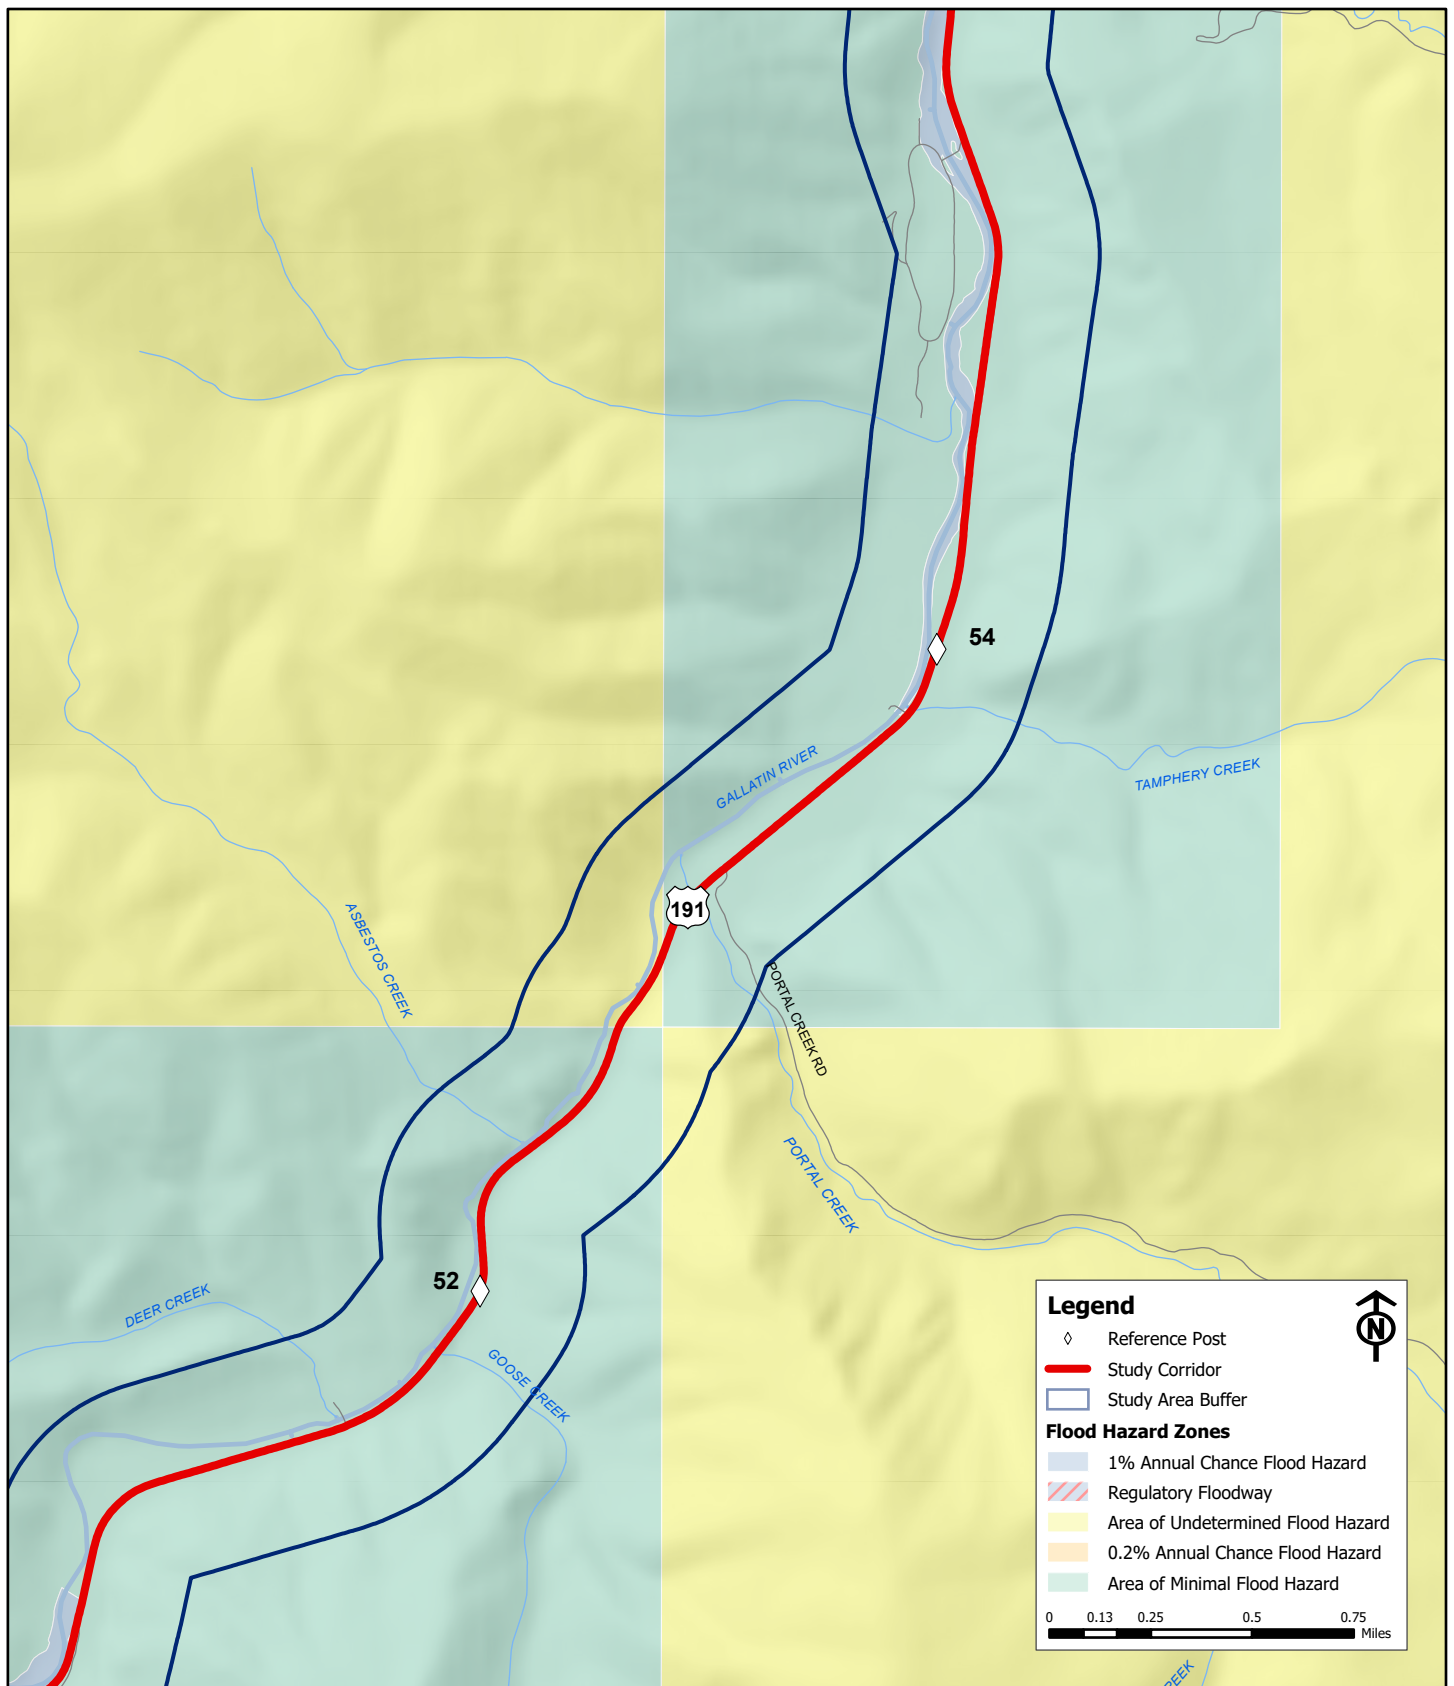 54
GALLATIN RIVER
TAMPHERY CREEK
191
ASBESTOS CREEK
PORTAL CREEK RD
PORTAL CREEK
52
DEER CREEK
GOOSE CREEK
Legend
N
Reference Post
Study Corridor
Study Area Buffer
Flood Hazard Zones
1% Annual Chance Flood Hazard
Regulatory Floodway
Area of Undetermined Flood Hazard
0.2% Annual Chance Flood Hazard
Area of Minimal Flood Hazard
0 0.13 0.25 0.5 0.75
Miles
REEK